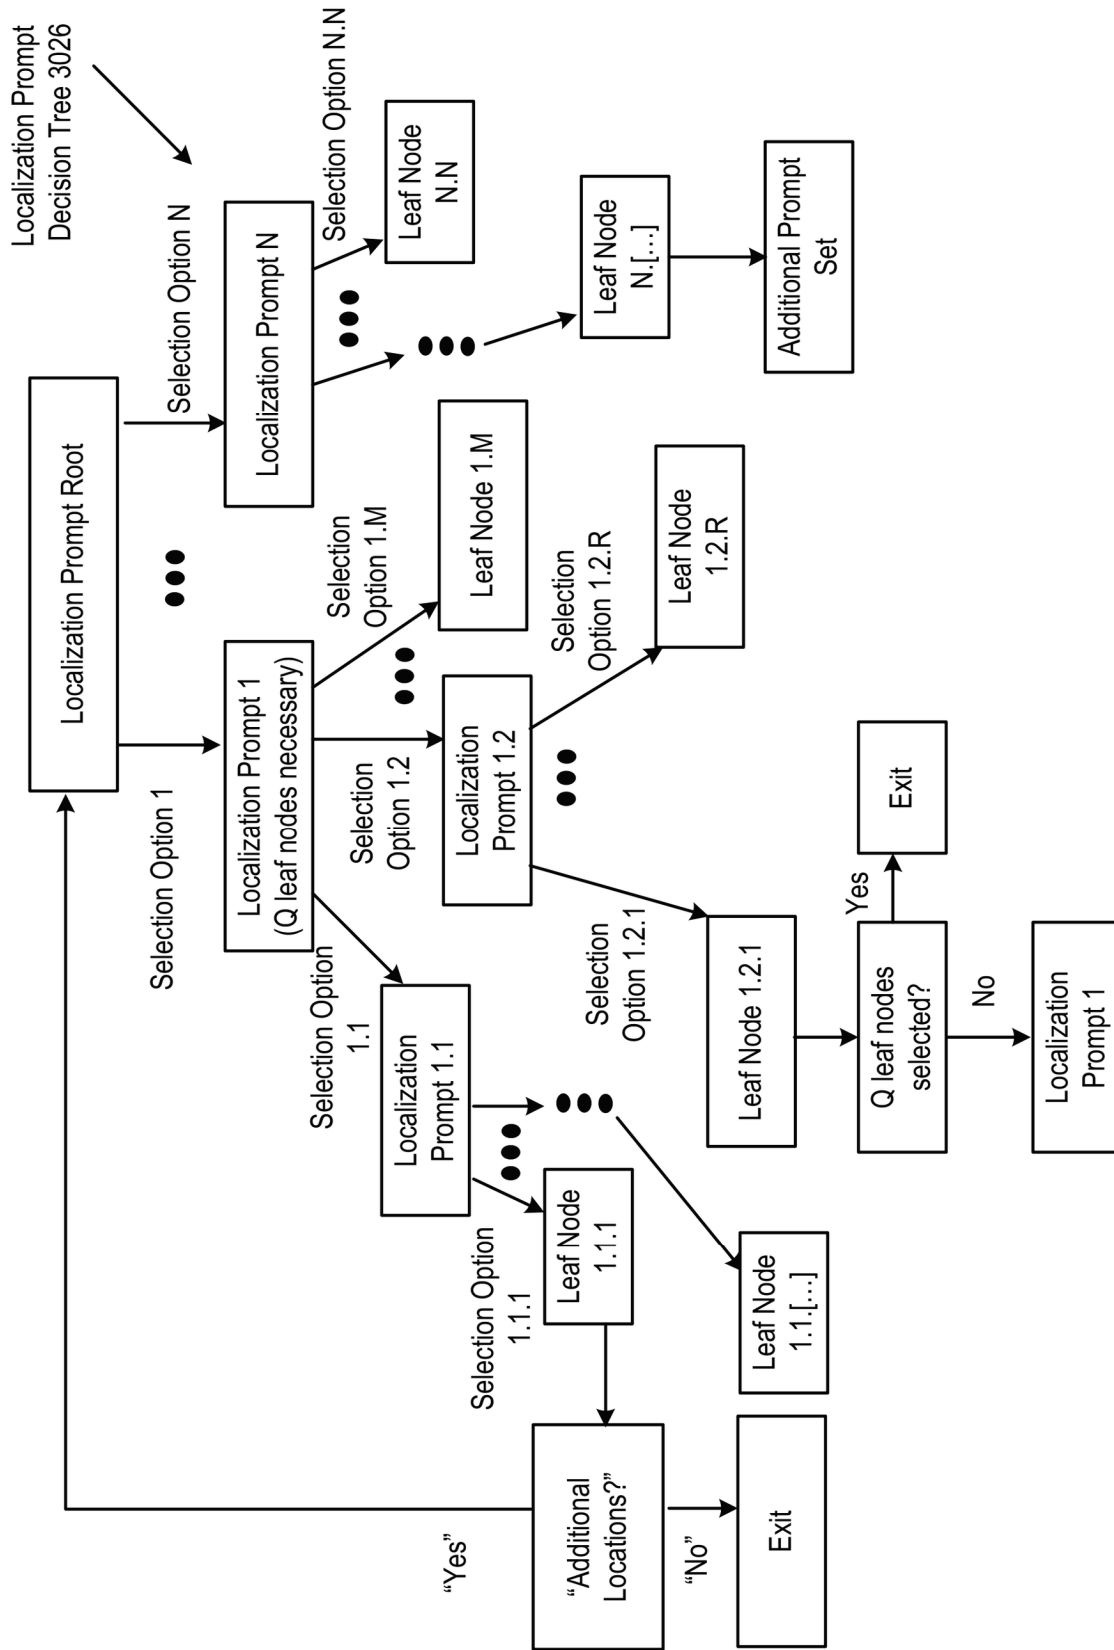 Localization Prompt
Decision Tree 3026
Localization Prompt Root
Selection Option 1
Selection Option N
Localization Prompt 1
(Q leaf nodes necessary)
Localization Prompt N
Selection Option
1.1
Selection
Option 1.2
Selection
Option 1.M
Selection Option N.N
Leaf Node
N.N
Localization
Prompt 1.1
Localization
Prompt 1.2
Leaf Node 1.M
"Yes"
Selection Option
1.1.1
Selection
Option 1.2.1
Selection
Option 1.2.R
Leaf Node
N.[...]
"Additional
Locations?"
Leaf Node
1.1.1
Leaf Node
1.2.R
"No"
Exit
Leaf Node
1.1.[...]
Leaf Node 1.2.1
Additional Prompt
Set
Q leaf nodes
selected?
Yes
Exit
No
Localization
Prompt 1